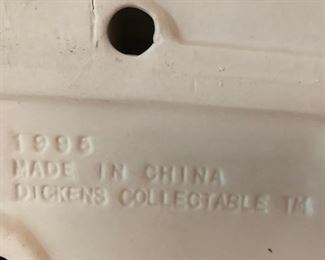 1996
MADE IN CHINA
DICKENS COLLECTABLE TM